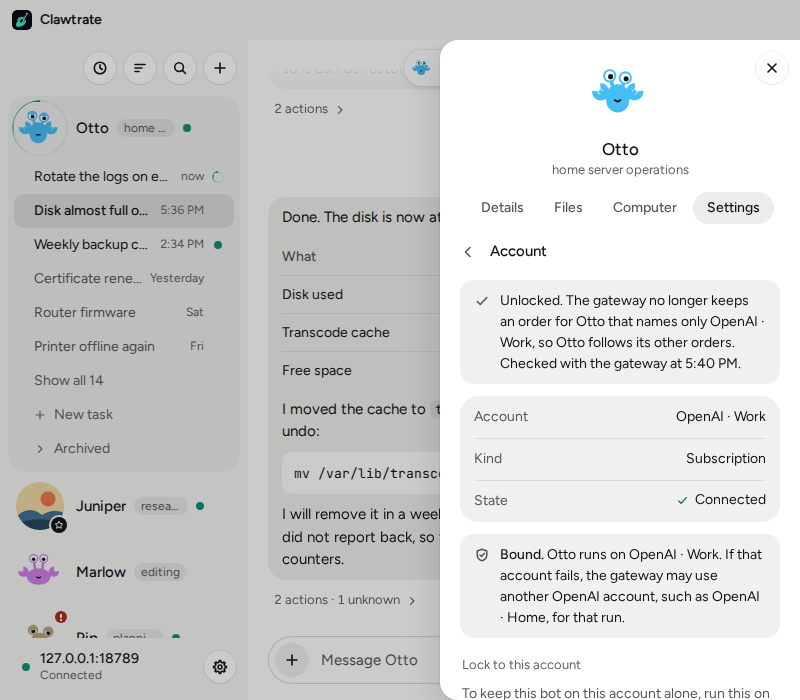 Clawtrate
Otto
home ...
Rotate the logs on e...
now
Disk almost full o...
5:36 PM
Weekly backup c...
2:34 PM
Certificate rene...
Yesterday
Router firmware
Sat
Printer offline again
Fri
Show all 14
New task
Archived
Juniper
resea...
Marlow
editing
Pip
planni...
127.0.0.1:18789
Connected
2 actions
Done. The disk is now at
What
Disk used
Transcode cache
Free space
I moved the cache to
undo:
mv /var/lib/transco
I will remove it in a week
did not report back, so
counters.
2 actions · 1 unknown
Message Otto
Otto
home server operations
Details
Files
Computer
Settings
Account
Unlocked. The gateway no longer keeps
an order for Otto that names only OpenAI ·
Work, so Otto follows its other orders.
Checked with the gateway at 5:40 PM.
Account
OpenAI · Work
Kind
Subscription
State
Connected
Bound. Otto runs on OpenAI · Work. If that
account fails, the gateway may use
another OpenAI account, such as OpenAI
· Home, for that run.
Lock to this account
To keep this bot on this account alone, run this on